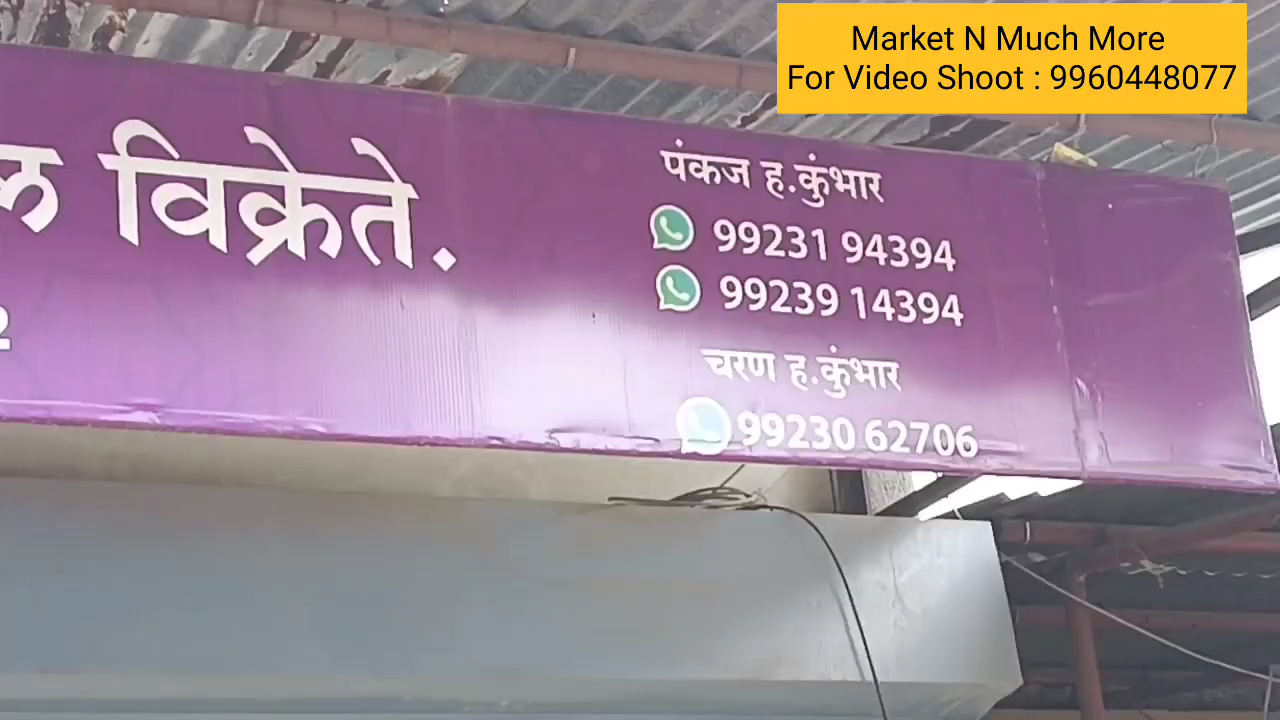 Market N Much More
For Video Shoot : 9960448077
विक्रेते.
पंकज ह.कुंभार
99231 94394
99239 14394
चरण ह.कुंभार
99230 62706